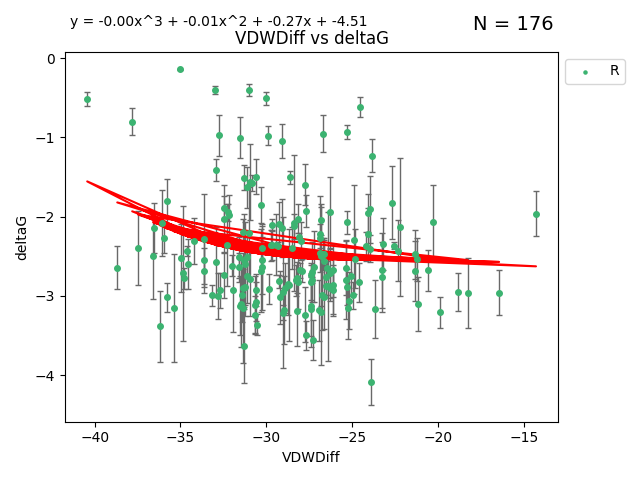 y = -0.00x^3 + -0.01x^2 + -0.27x + -4.51
N = 176
VDWDiff vs deltaG
R
0
−1
−2
−3
−4
deltaG
−40 −35 −30 −25 −20 −15
VDWDiff